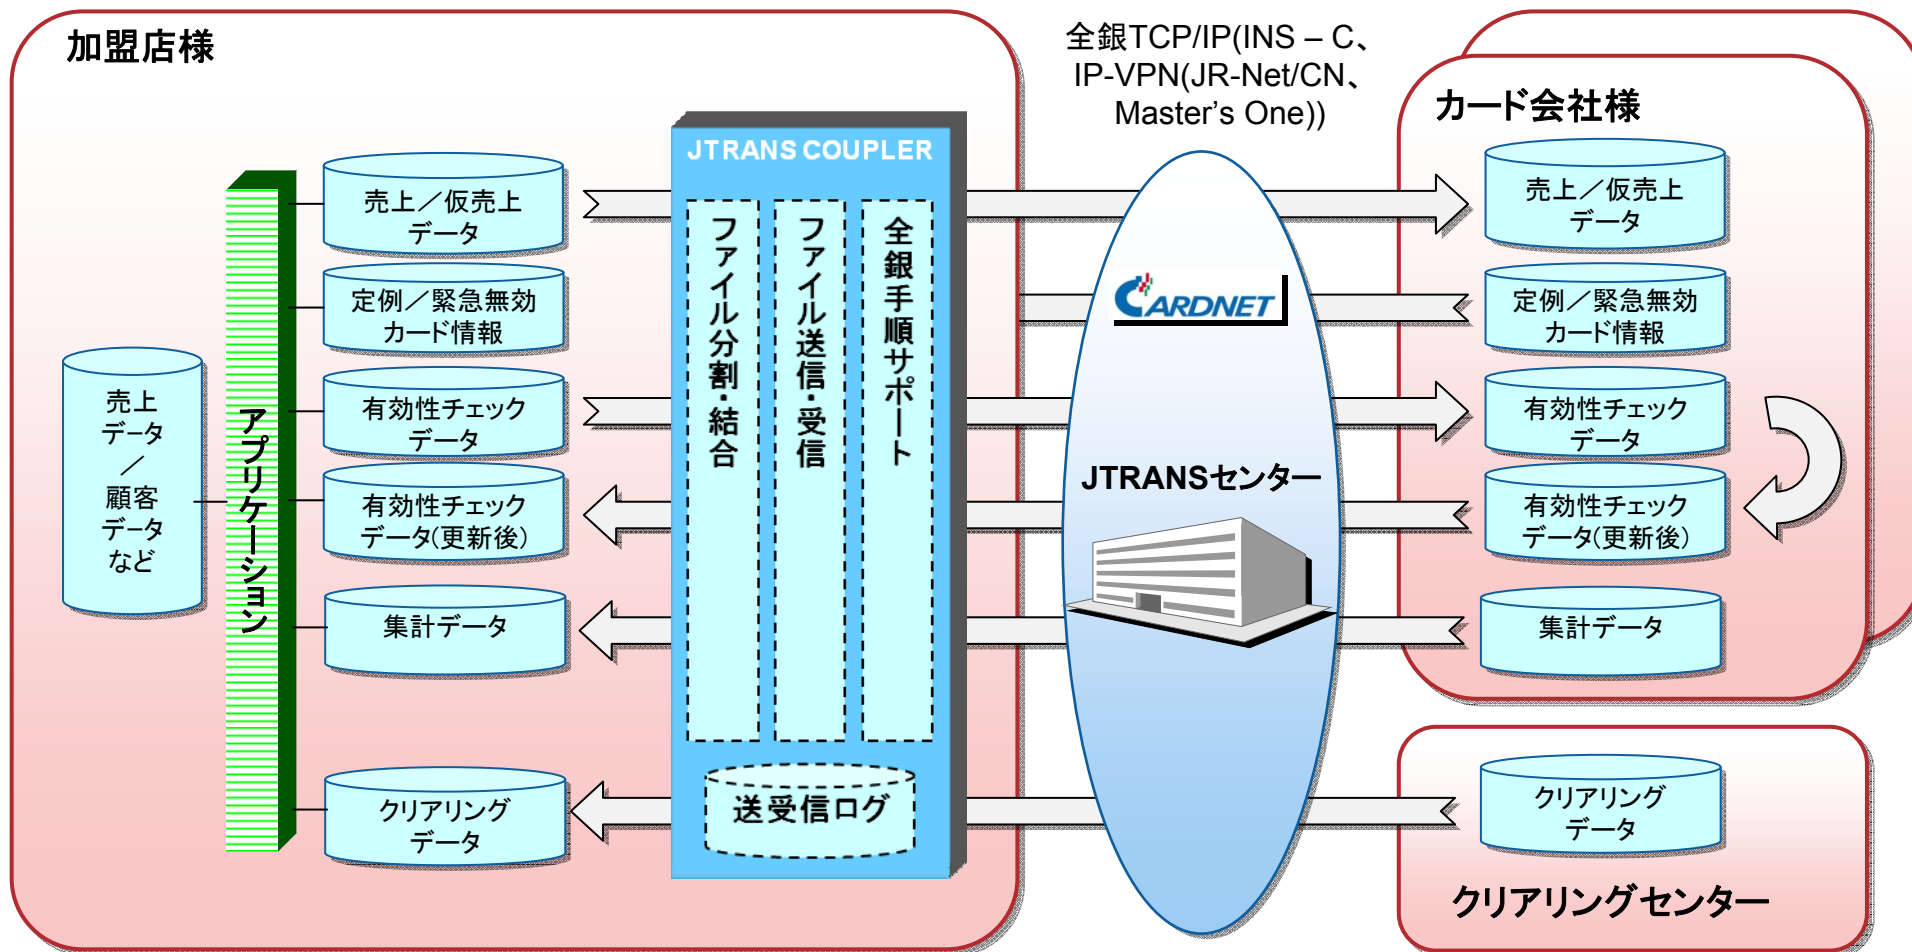 加盟店様
全銀TCP/IP(INS – C、
IP-VPN(JR-Net/CN、
Master's One))
カード会社様
JTRANS COUPLER
ファイル分割・結合
ファイル送信・受信
全銀手順サポート
送受信ログ
売上
データ
／
顧客
データ
など
アプリケーション
売上／仮売上
データ
定例／緊急無効
カード情報
有効性チェック
データ
有効性チェック
データ(更新後)
集計データ
クリアリング
データ
CARDNET
JTRANSセンター
売上／仮売上
データ
定例／緊急無効
カード情報
有効性チェック
データ
有効性チェック
データ(更新後)
集計データ
クリアリング
データ
クリアリングセンター